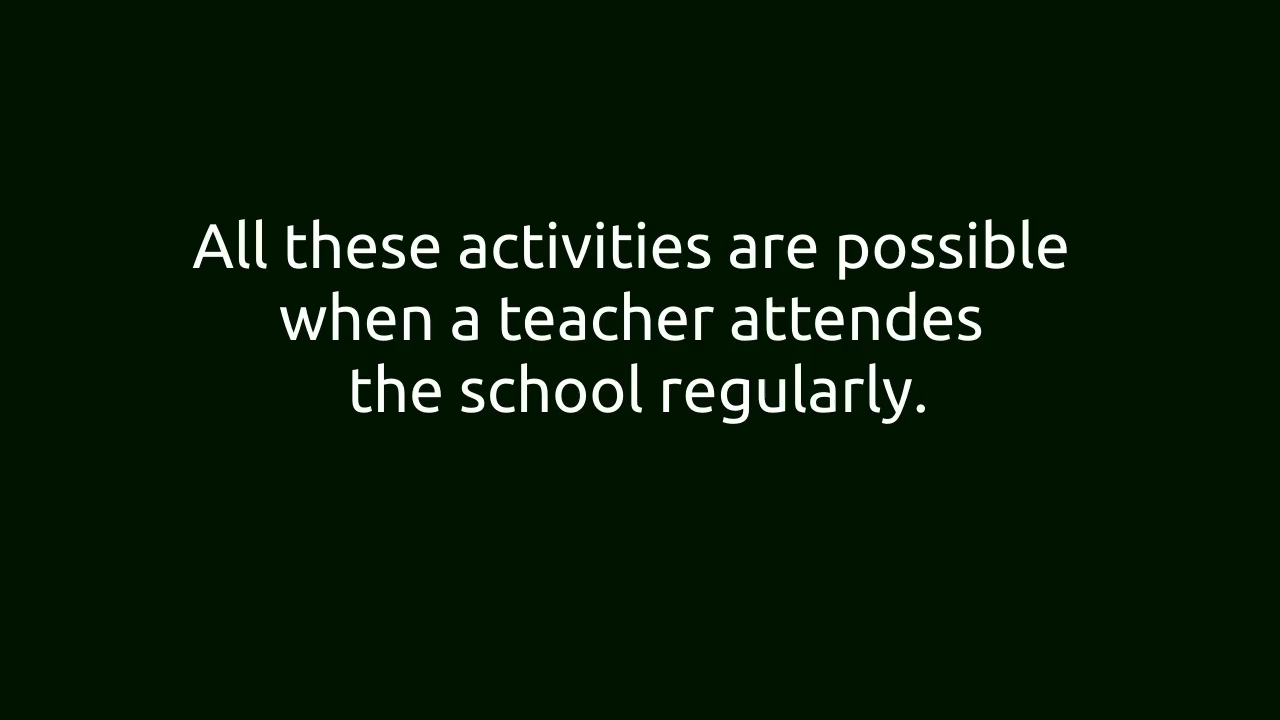 All these activities are possible
when a teacher attendes
the school regularly.